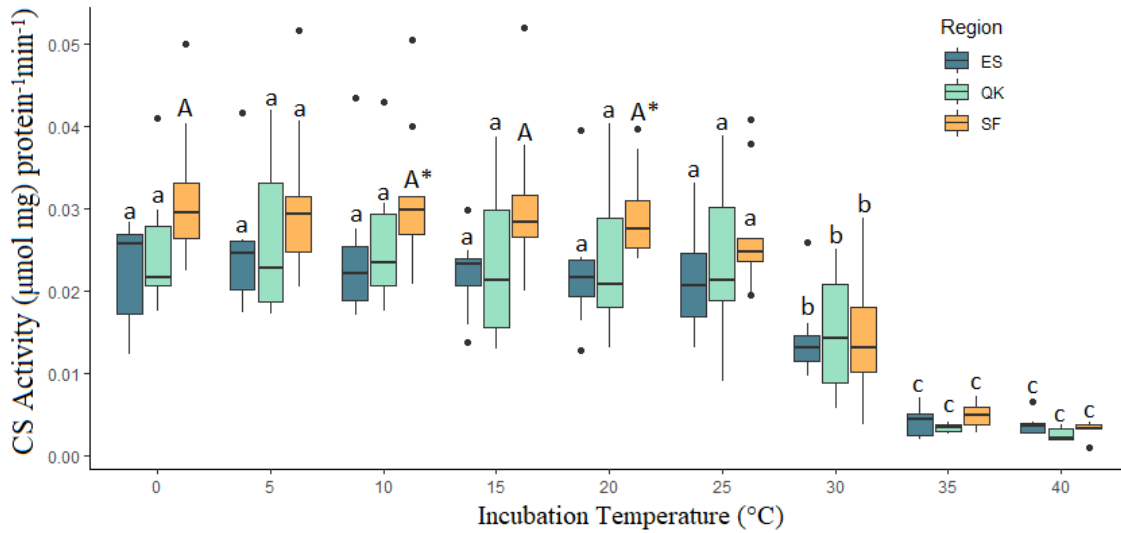 CS Activity (µmol mg) protein⁻¹min⁻¹)
Region
ES
QK
SF
0.05
0.04
0.03
0.02
0.01
0.00
a a A
a a a
a a A*
a a A
a a A*
a a a
b b b
c c c
c c c
0 5 10 15 20 25 30 35 40
Incubation Temperature (°C)